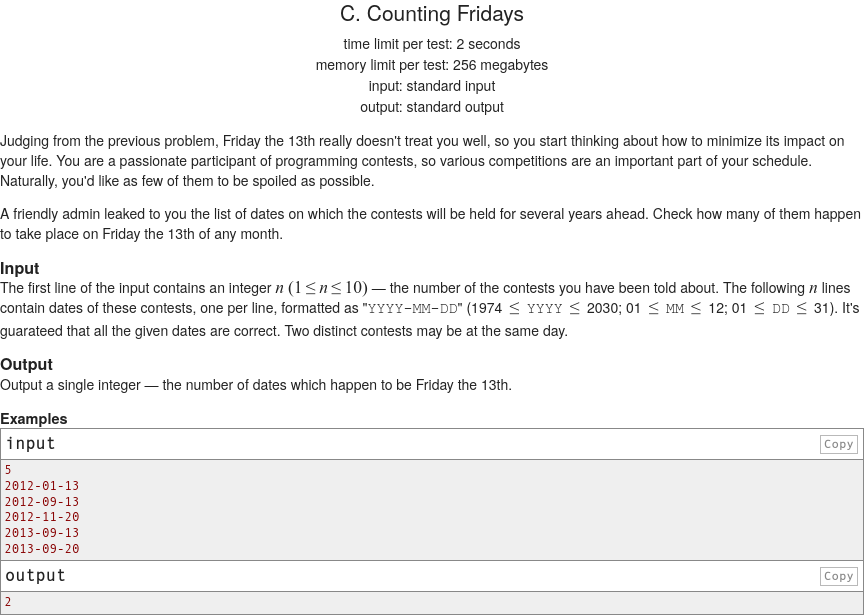 C. Counting Fridays
time limit per test: 2 seconds
memory limit per test: 256 megabytes
input: standard input
output: standard output
Judging from the previous problem, Friday the 13th really doesn't treat you well, so you start thinking about how to minimize its impact on
your life. You are a passionate participant of programming contests, so various competitions are an important part of your schedule.
Naturally, you'd like as few of them to be spoiled as possible.
A friendly admin leaked to you the list of dates on which the contests will be held for several years ahead. Check how many of them happen
to take place on Friday the 13th of any month.
Input
The first line of the input contains an integer n (1 ≤ n ≤ 10) — the number of the contests you have been told about. The following n lines
contain dates of these contests, one per line, formatted as "YYYY-MM-DD" (1974 ≤ YYYY ≤ 2030; 01 ≤ MM ≤ 12; 01 ≤ DD ≤ 31). It's
guarateed that all the given dates are correct. Two distinct contests may be at the same day.
Output
Output a single integer — the number of dates which happen to be Friday the 13th.
Examples
input Copy
5
2012-01-13
2012-09-13
2012-11-20
2013-09-13
2013-09-20
output Copy
2